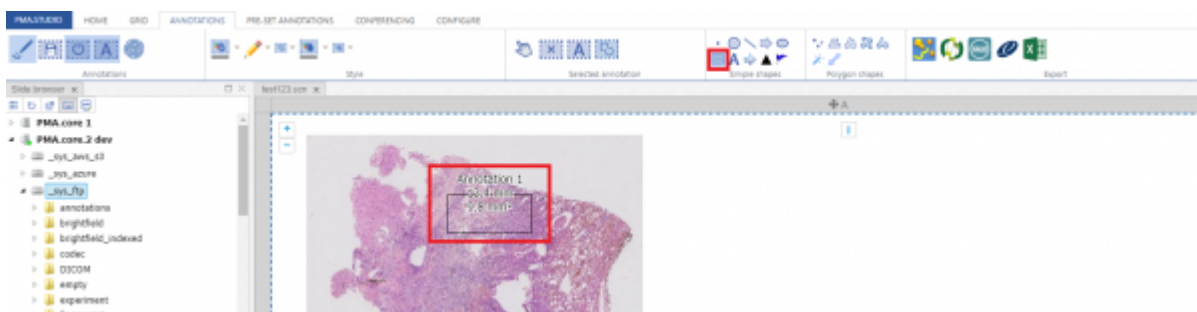 PMA.STUDIO HOME GRID ANNOTATIONS PRE-SET ANNOTATIONS CONFERENCING CONFIGURE
Annotations Style Selected annotation Simple shapes Polygon shapes Export
Slide browser test123.scn
A
PMA.core 1
PMA.core.2 dev
_sys_aws_s3
_sys_azure
_sys_ftp
annotations
brightfield
brightfield_indexed
codec
DICOM
empty
experiment
Annotation 1